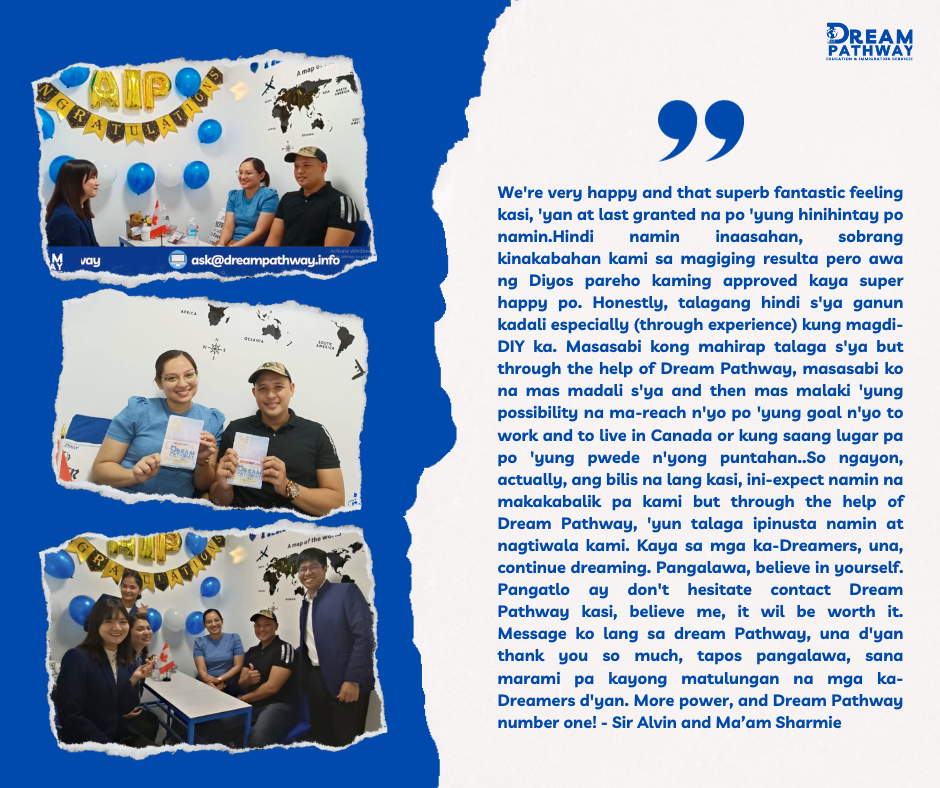 DREAM
PATHWAY
EDUCATION & IMMIGRATION SERVICES
AIP
NGRATULATIONS
A map of
AY
way
ask@dreampathway.info
AFRICA
OCEANIA
SOUTH
AMERICA
N
W
E
S
DREAM
PATHWAY
DREAM
PATHWAY
AIP
GRATULATIONS
A map of the wor
”
We're very happy and that superb fantastic feeling
kasi, 'yan at last granted na po 'yung hinihintay po
namin.Hindi namin inaasahan, sobrang
kinakabahan kami sa magiging resulta pero awa
ng Diyos pareho kaming approved kaya super
happy po. Honestly, talagang hindi s'ya ganun
kadali especially (through experience) kung magdi-
DIY ka. Masasabi kong mahirap talaga s'ya but
through the help of Dream Pathway, masasabi ko
na mas madali s'ya and then mas malaki 'yung
possibility na ma-reach n'yo po 'yung goal n'yo to
work and to live in Canada or kung saang lugar pa
po 'yung pwede n'yong puntahan..So ngayon,
actually, ang bilis na lang kasi, ini-expect namin na
makakabalik pa kami but through the help of
Dream Pathway, 'yun talaga ipinusta namin at
nagtiwala kami. Kaya sa mga ka-Dreamers, una,
continue dreaming. Pangalawa, believe in yourself.
Pangatlo ay don't hesitate contact Dream
Pathway kasi, believe me, it wil be worth it.
Message ko lang sa dream Pathway, una d'yan
thank you so much, tapos pangalawa, sana
marami pa kayong matulungan na mga ka-
Dreamers d'yan. More power, and Dream Pathway
number one! - Sir Alvin and Ma’am Sharmie